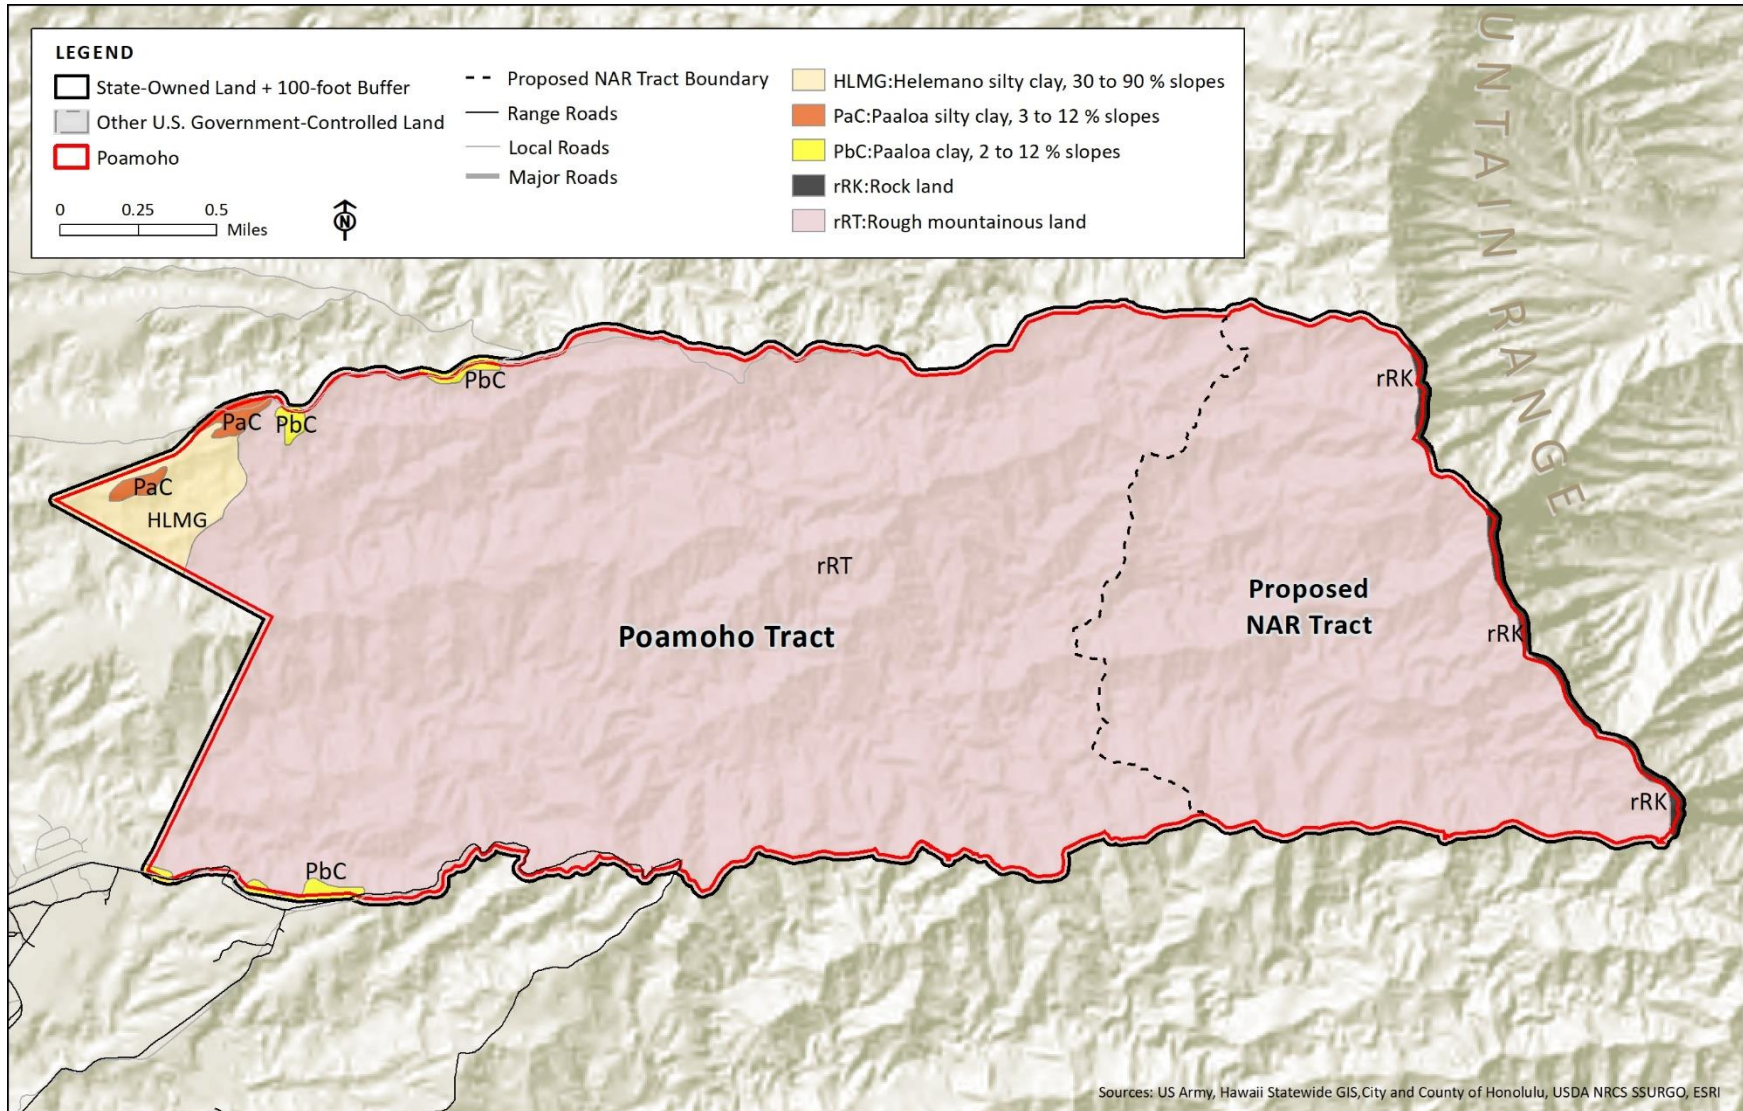 LEGEND
State-Owned Land + 100-foot Buffer
Other U.S. Government-Controlled Land
Poamoho
0 0.25 0.5
Miles
N
Proposed NAR Tract Boundary
Range Roads
Local Roads
Major Roads
HLMG:Helemano silty clay, 30 to 90 % slopes
PaC:Paaloa silty clay, 3 to 12 % slopes
PbC:Paaloa clay, 2 to 12 % slopes
rRK:Rock land
rRT:Rough mountainous land
UNTAIN RANGE
PbC
rRK
PaC
PbC
PaC
HLMG
rRT
Proposed
NAR Tract
Poamoho Tract
rRK
rRK
PbC
Sources: US Army, Hawaii Statewide GIS,City and County of Honolulu, USDA NRCS SSURGO, ESRI